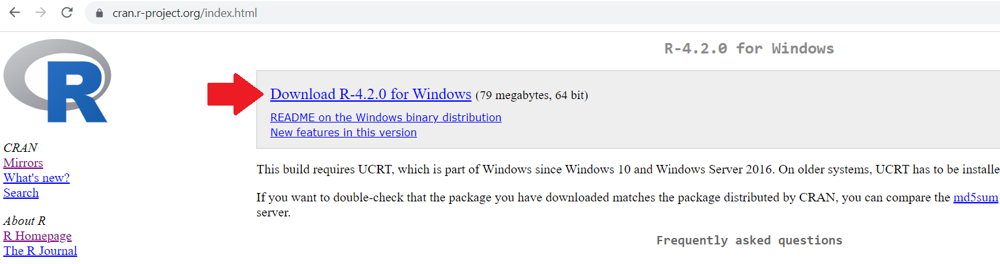 cran.r-project.org/index.html
R
R-4.2.0 for Windows
Download R-4.2.0 for Windows (79 megabytes, 64 bit)
README on the Windows binary distribution
New features in this version
CRAN
Mirrors
What's new?
Search
About R
R Homepage
The R Journal
This build requires UCRT, which is part of Windows since Windows 10 and Windows Server 2016. On older systems, UCRT has to be installe
If you want to double-check that the package you have downloaded matches the package distributed by CRAN, you can compare the md5sum
server.
Frequently asked questions